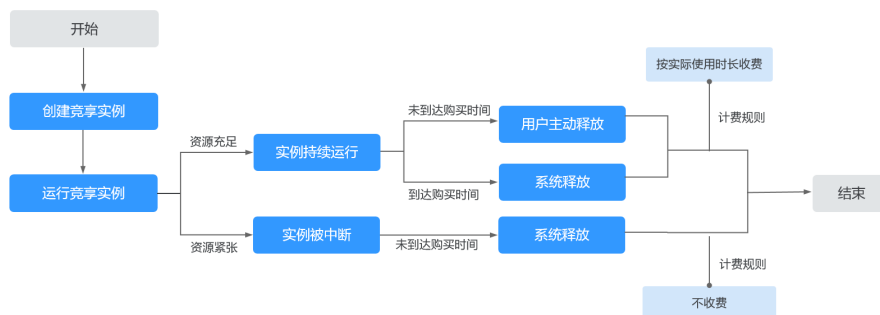 开始
创建竞享实例
运行竞享实例
资源充足
资源紧张
实例持续运行
实例被中断
未到达购买时间
到达购买时间
未到达购买时间
用户主动释放
系统释放
系统释放
按实际使用时长收费
计费规则
计费规则
不收费
结束